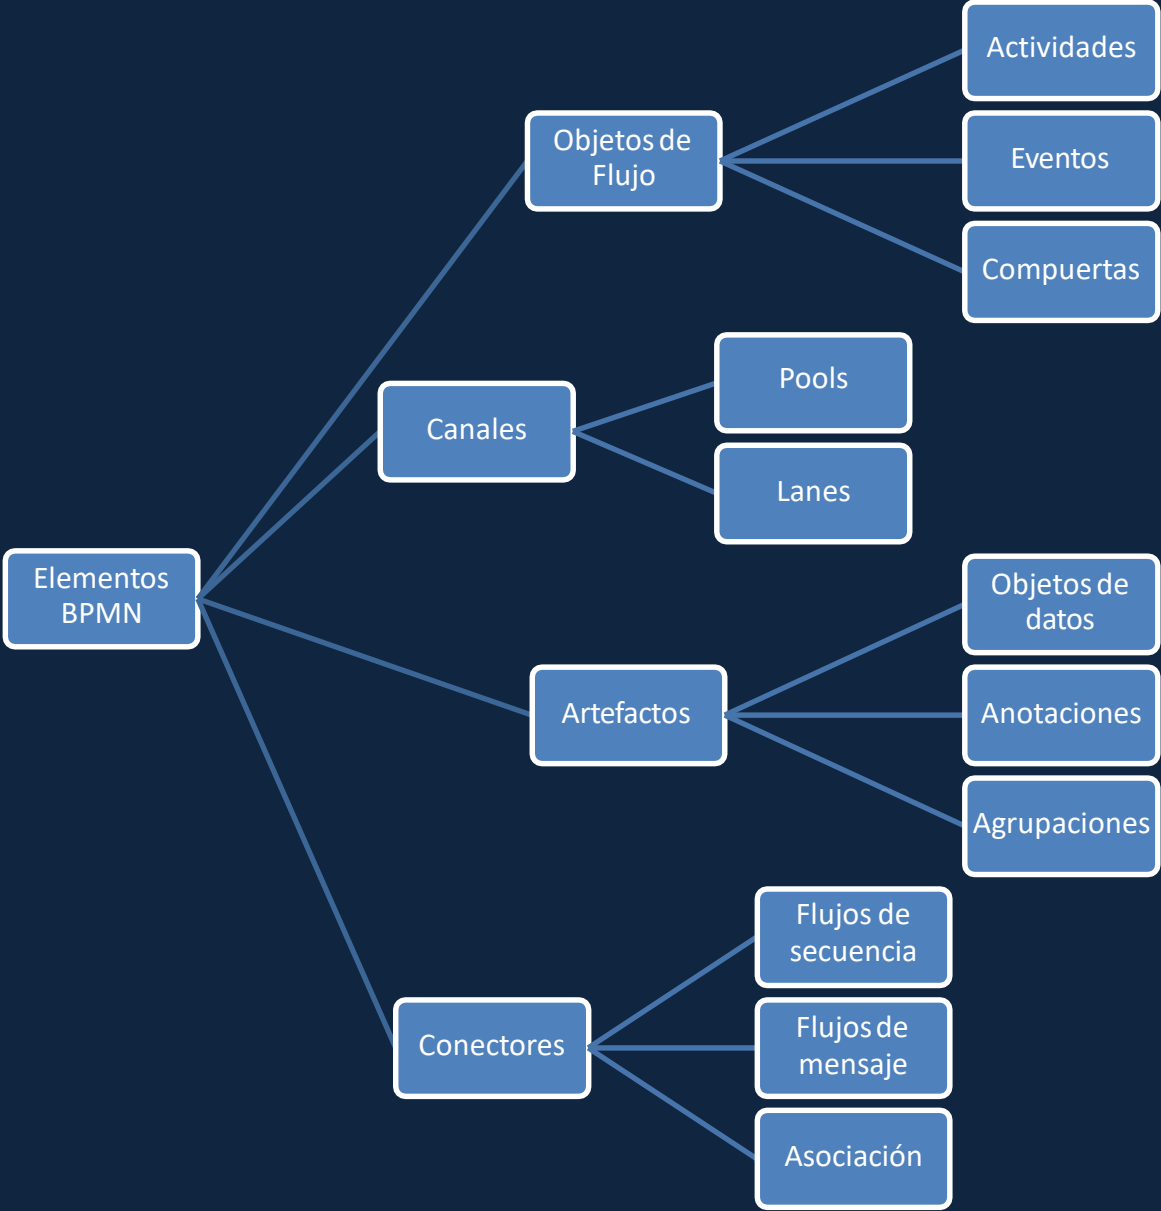 Elementos
BPMN
Objetos de
Flujo
Actividades
Eventos
Compuertas
Canales
Pools
Lanes
Artefactos
Objetos de
datos
Anotaciones
Agrupaciones
Conectores
Flujos de
secuencia
Flujos de
mensaje
Asociación